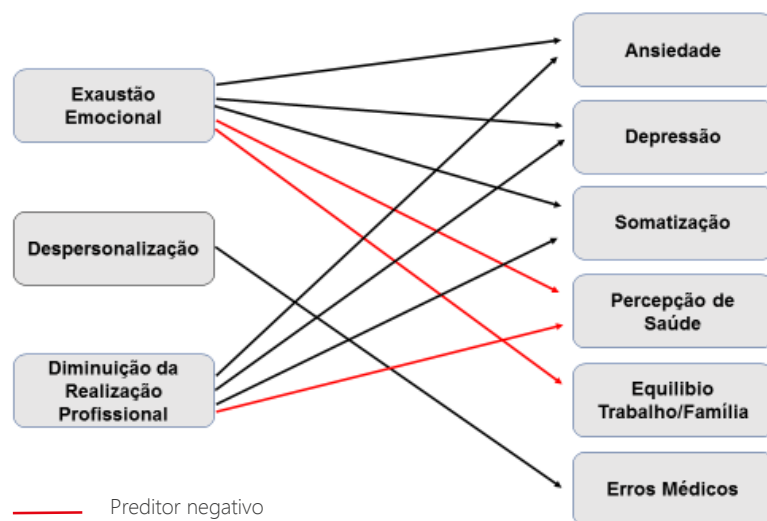 Exaustão
Emocional
Despersonalização
Diminuição da
Realização
Profissional
Ansiedade
Depressão
Somatização
Percepção de
Saúde
Equilibio
Trabalho/Família
Erros Médicos
Preditor negativo